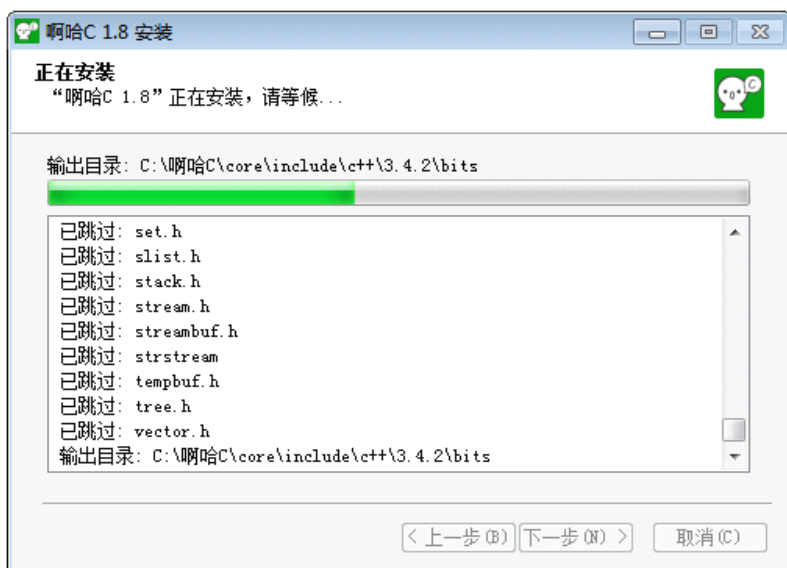 啊哈C 1.8 安装
正在安装
“啊哈C 1.8”正在安装，请等候...
输出目录: C:\啊哈C\core\include\c++\3.4.2\bits
已跳过: set.h
已跳过: slist.h
已跳过: stack.h
已跳过: stream.h
已跳过: streambuf.h
已跳过: strstream
已跳过: tempbuf.h
已跳过: tree.h
已跳过: vector.h
输出目录: C:\啊哈C\core\include\c++\3.4.2\bits
< 上一步(B) 下一步(N) > 取消(C)